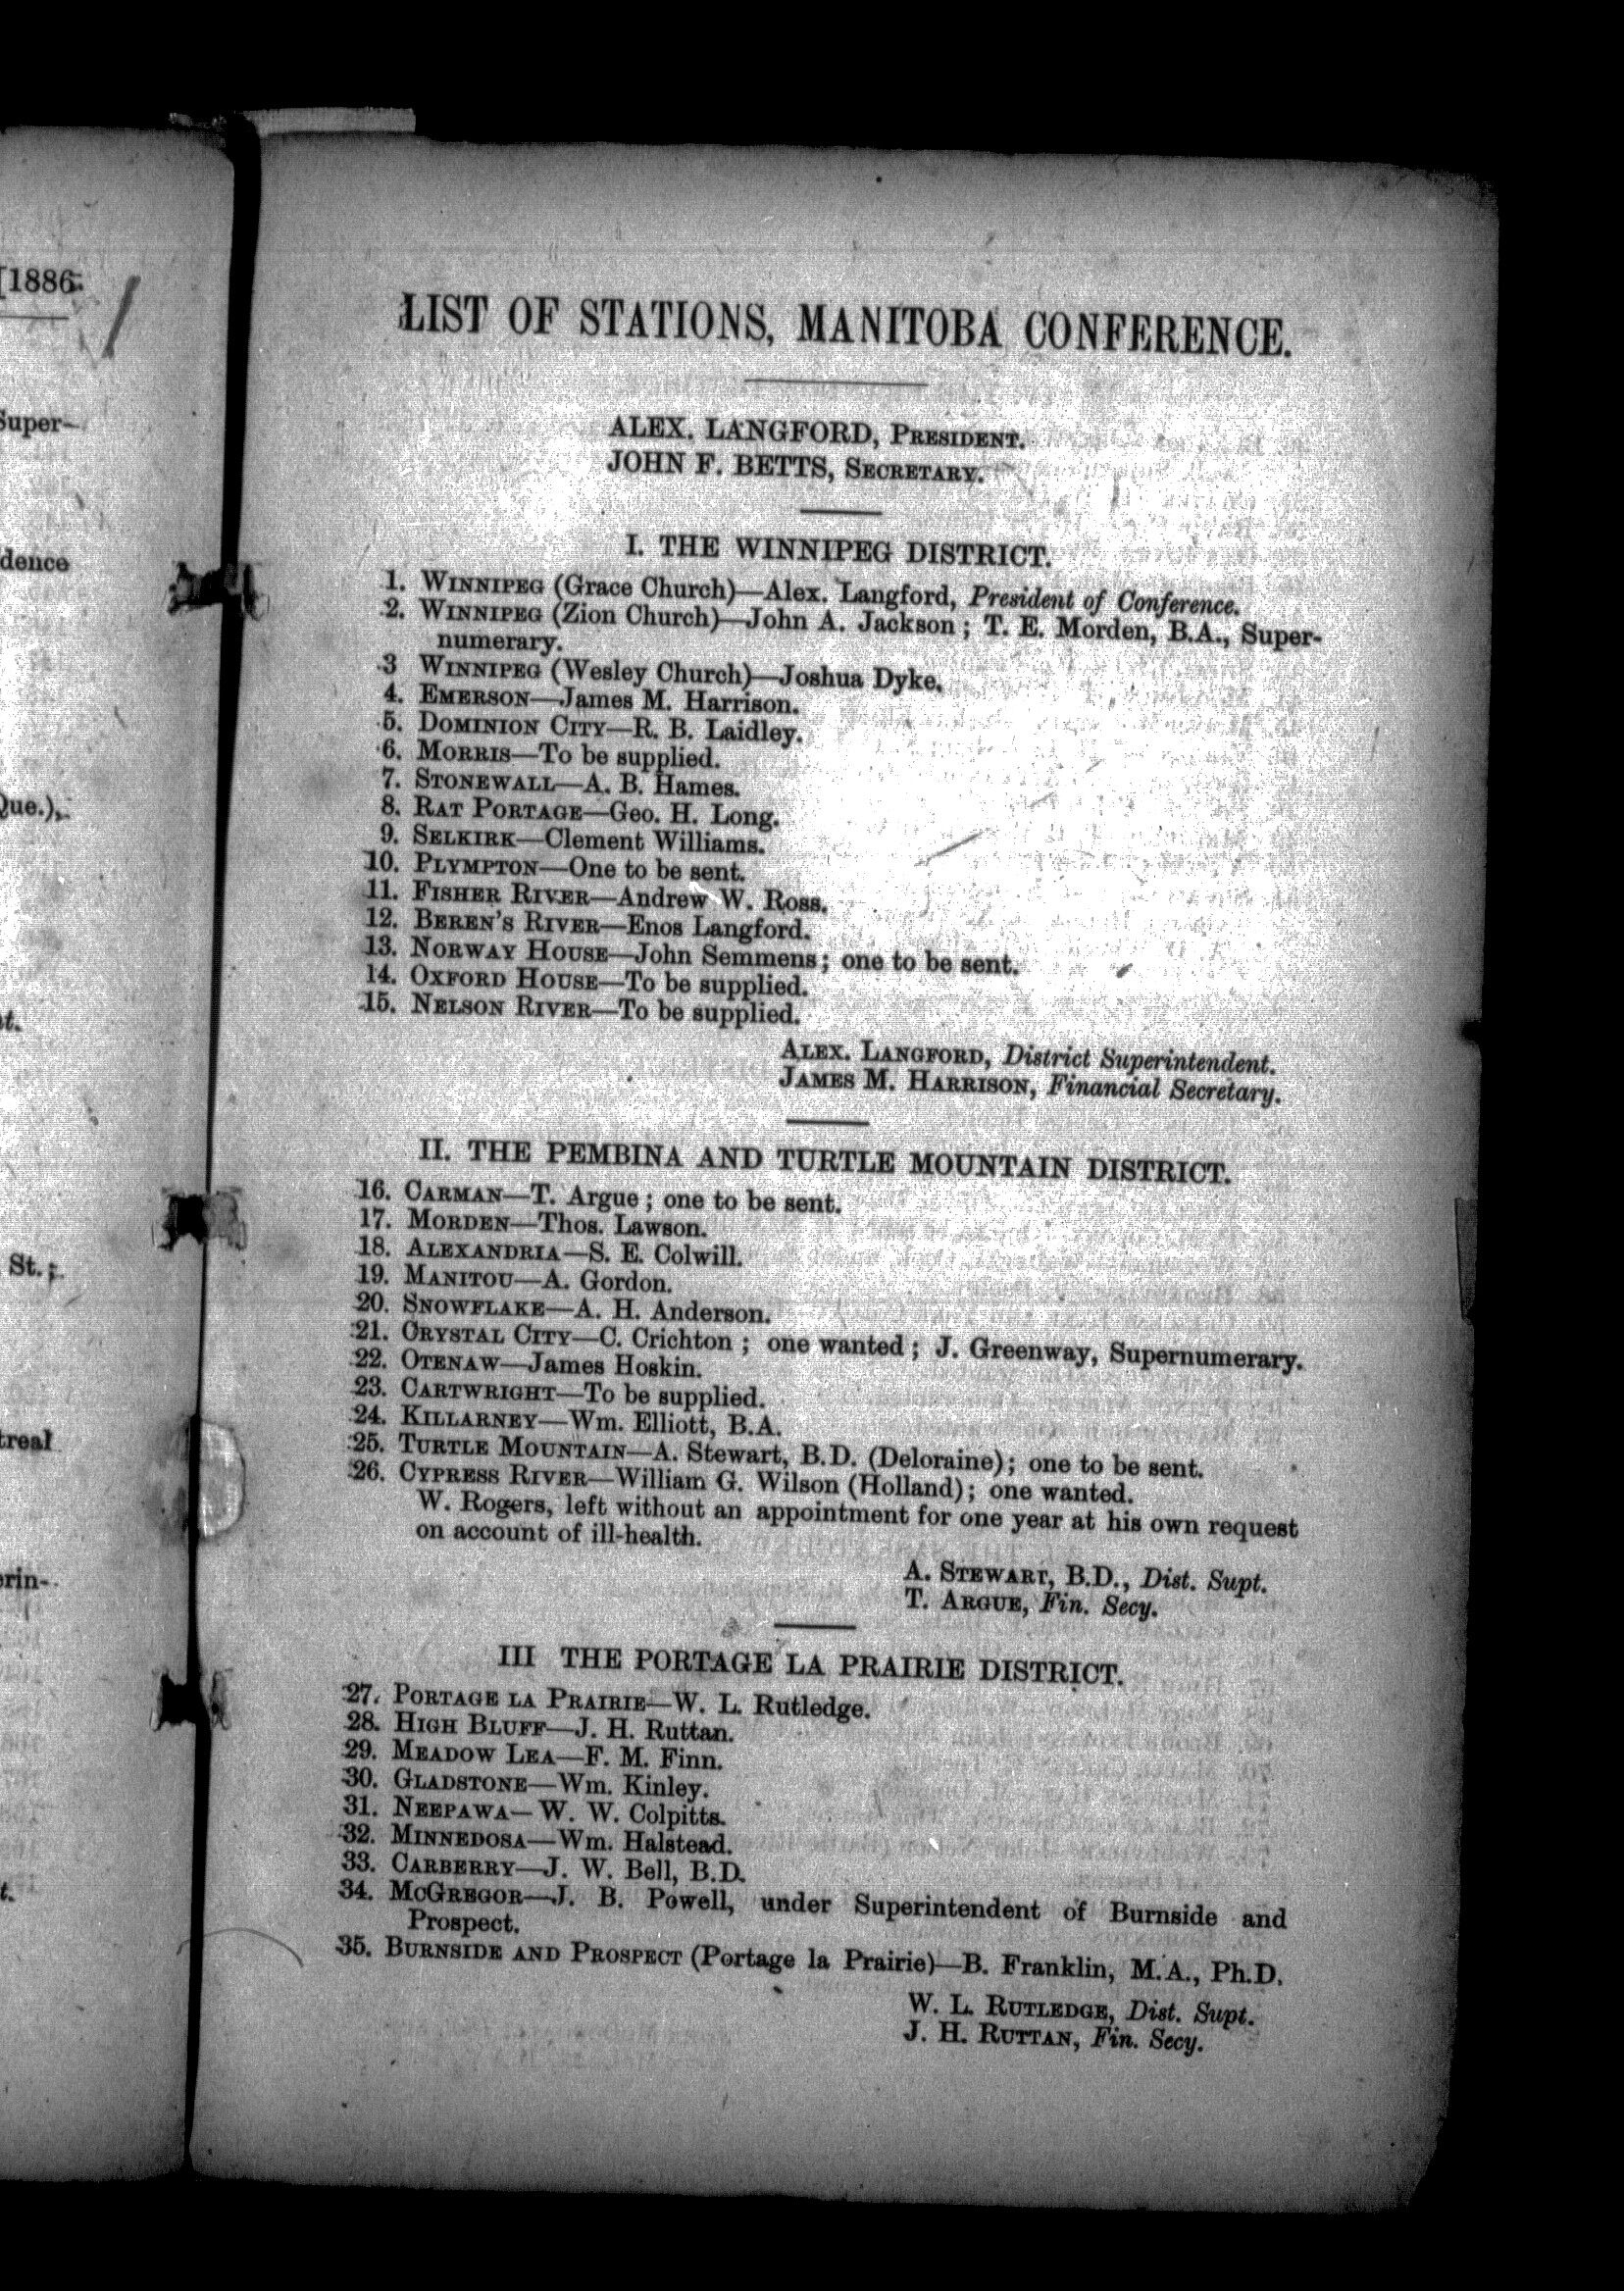 [1886.
Super-
dence
Que.),
t.
St.;
treal
erin-
t.
LIST OF STATIONS, MANITOBA CONFERENCE.
ALEX. LANGFORD, PRESIDENT.
JOHN F. BETTS, SECRETARY.
I. THE WINNIPEG DISTRICT.
1. WINNIPEG (Grace Church)—Alex. Langford, President of Conference.
2. WINNIPEG (Zion Church)—John A. Jackson; T. E. Morden, B.A., Super-
numerary.
3 WINNIPEG (Wesley Church)—Joshua Dyke.
4. EMERSON—James M. Harrison.
5. DOMINION CITY—R. B. Laidley.
6. MORRIS—To be supplied.
7. STONEWALL—A. B. Hames.
8. RAT PORTAGE—Geo. H. Long.
9. SELKIRK—Clement Williams.
10. PLYMPTON—One to be sent.
11. FISHER RIVER—Andrew W. Ross.
12. BEREN'S RIVER—Enos Langford.
13. NORWAY HOUSE—John Semmens; one to be sent.
14. OXFORD HOUSE—To be supplied.
15. NELSON RIVER—To be supplied.
ALEX. LANGFORD, District Superintendent.
JAMES M. HARRISON, Financial Secretary.
II. THE PEMBINA AND TURTLE MOUNTAIN DISTRICT.
16. CARMAN—T. Argue; one to be sent.
17. MORDEN—Thos. Lawson.
18. ALEXANDRIA—S. E. Colwill.
19. MANITOU—A. Gordon.
20. SNOWFLAKE—A. H. Anderson.
21. CRYSTAL CITY—C. Crichton; one wanted; J. Greenway, Supernumerary.
22. OTENAW—James Hoskin.
23. CARTWRIGHT—To be supplied.
24. KILLARNEY—Wm. Elliott, B.A.
25. TURTLE MOUNTAIN—A. Stewart, B.D. (Deloraine); one to be sent.
26. CYPRESS RIVER—William G. Wilson (Holland); one wanted.
W. Rogers, left without an appointment for one year at his own request
on account of ill-health.
A. STEWART, B.D., Dist. Supt.
T. ARGUE, Fin. Secy.
III THE PORTAGE LA PRAIRIE DISTRICT.
27. PORTAGE LA PRAIRIE—W. L. Rutledge.
28. HIGH BLUFF—J. H. Ruttan.
29. MEADOW LEA—F. M. Finn.
30. GLADSTONE—Wm. Kinley.
31. NEEPAWA—W. W. Colpitts.
32. MINNEDOSA—Wm. Halstead.
33. CARBERRY—J. W. Bell, B.D.
34. MCGREGOR—J. B. Powell, under Superintendent of Burnside and
Prospect.
35. BURNSIDE AND PROSPECT (Portage la Prairie)—B. Franklin, M.A., Ph.D.
W. L. RUTLEDGE, Dist. Supt.
J. H. RUTTAN, Fin. Secy.